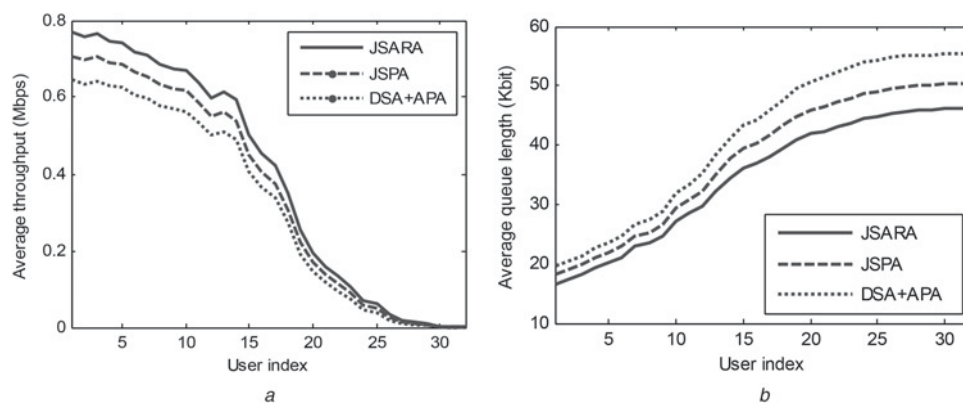 0.8
0.6
0.4
0.2
0
Average throughput (Mbps)
JSARA
JSPA
DSA+APA
5 10 15 20 25 30
User index
a
60
50
40
30
20
10
Average queue length (Kbit)
JSARA
JSPA
DSA+APA
5 10 15 20 25 30
User index
b